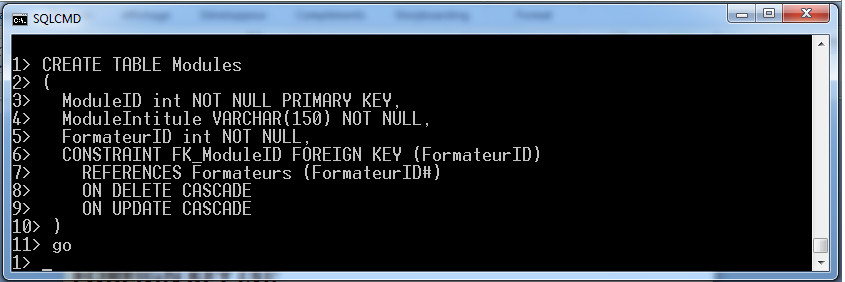 SQLCMD
1> CREATE TABLE Modules
2> (
3>   ModuleID int NOT NULL PRIMARY KEY,
4>   ModuleIntitule VARCHAR(150) NOT NULL,
5>   FormateurID int NOT NULL,
6>   CONSTRAINT FK_ModuleID FOREIGN KEY (FormateurID)
7>     REFERENCES Formateurs (FormateurID#)
8>     ON DELETE CASCADE
9>     ON UPDATE CASCADE
10> )
11> go
1> _